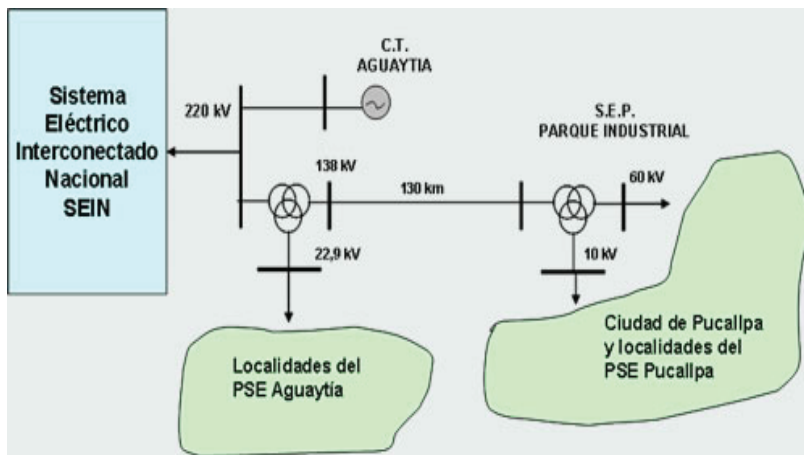 Sistema
Eléctrico
Interconectado
Nacional
SEIN
220 kV
C.T.
AGUAYTIA
S.E.P.
PARQUE INDUSTRIAL
138 kV
130 km
60 kV
22,9 kV
10 kV
Localidades del
PSE Aguaytía
Ciudad de Pucallpa
y localidades del
PSE Pucallpa